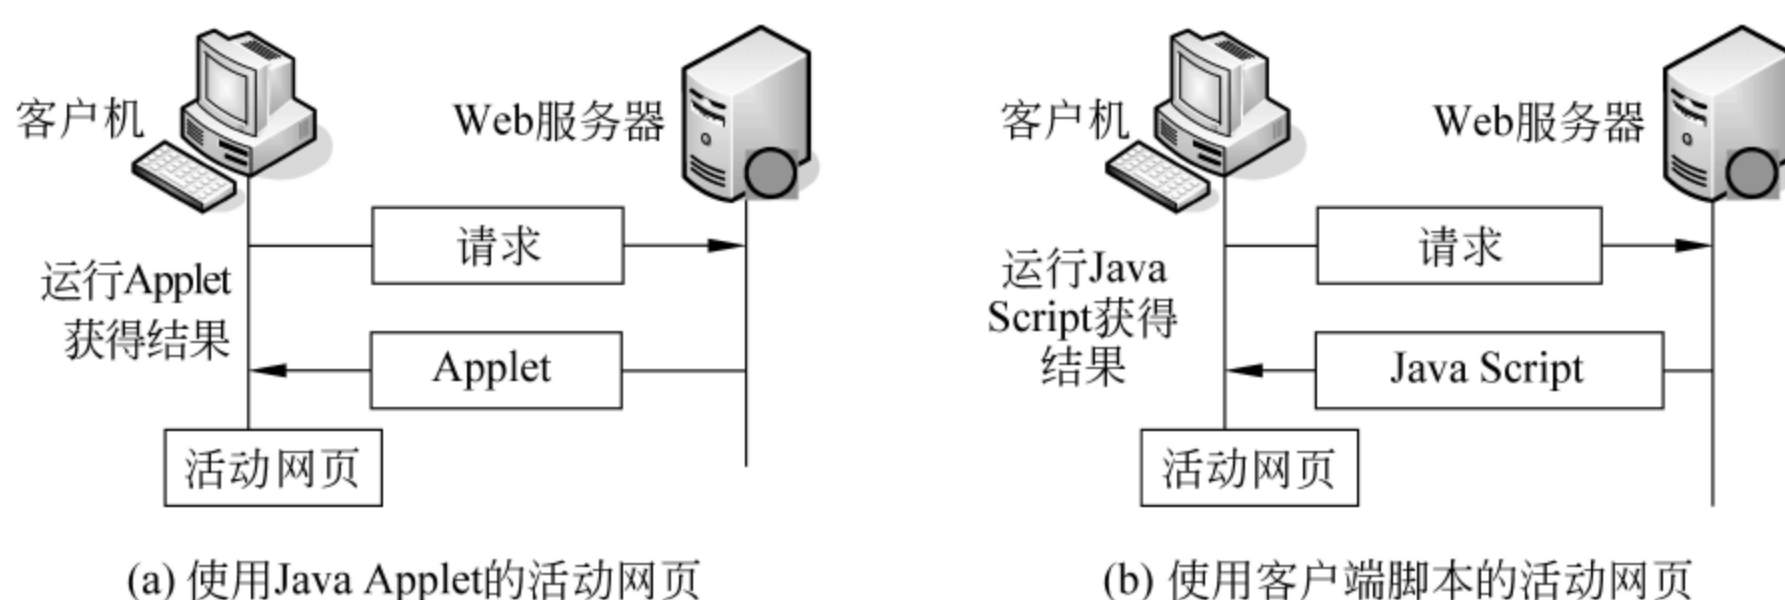 客户机
Web服务器
请求
运行Applet
获得结果
Applet
活动网页
(a) 使用Java Applet的活动网页
客户机
Web服务器
请求
运行Java
Script获得
结果
Java Script
活动网页
(b) 使用客户端脚本的活动网页